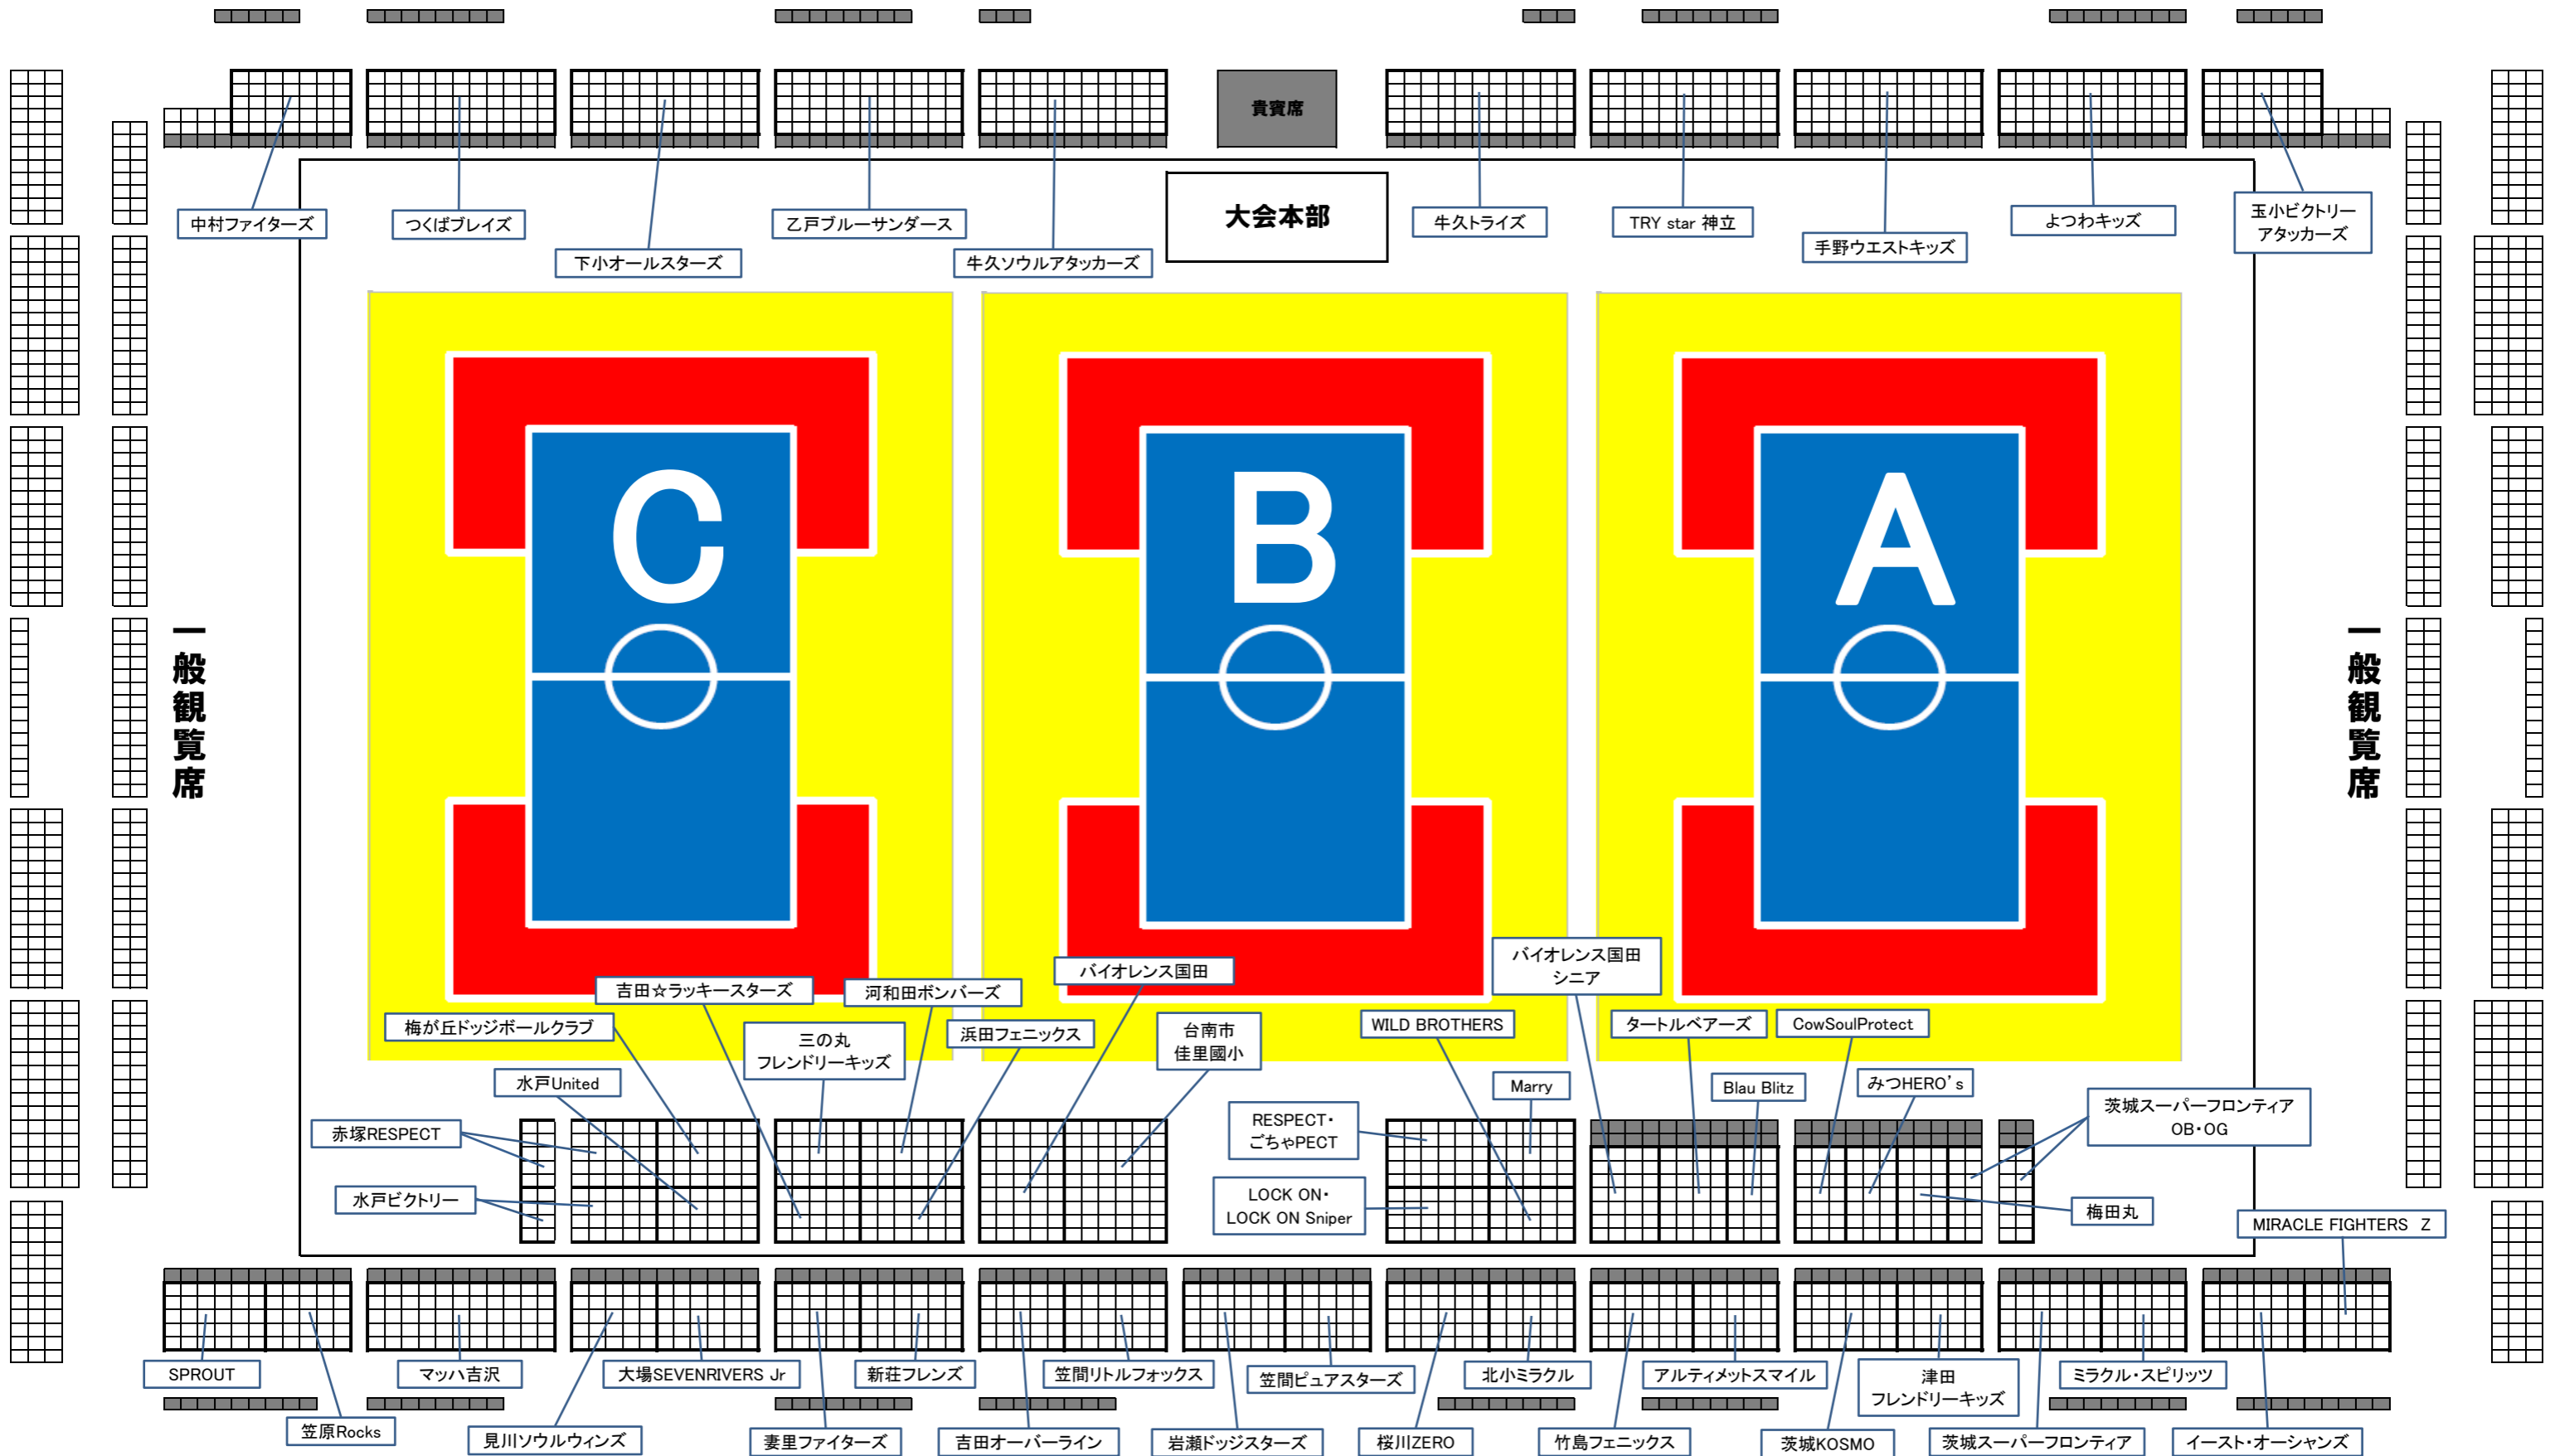 貴賓席
大会本部
中村ファイターズ
つくばブレイズ
下小オールスターズ
乙戸ブルーサンダース
牛久ソウルアタッカーズ
牛久トライズ
TRY star 神立
手野ウエストキッズ
よつわキッズ
玉小ビクトリー
アタッカーズ
C
B
A
一般観覧席
一般観覧席
バイオレンス国田
シニア
バイオレンス国田
吉田☆ラッキースターズ
河和田ボンバーズ
梅が丘ドッジボールクラブ
三の丸
フレンドリーキッズ
浜田フェニックス
台南市
佳里國小
WILD BROTHERS
タートルベアーズ
CowSoulProtect
水戸United
Marry
Blau Blitz
みつHERO's
茨城スーパーフロンティア
OB・OG
赤塚RESPECT
RESPECT・
ごちゃPECT
水戸ビクトリー
LOCK ON・
LOCK ON Sniper
梅田丸
MIRACLE FIGHTERS Z
SPROUT
マッハ吉沢
大場SEVENRIVERS Jr
新荘フレンズ
笠間リトルフォックス
笠間ピュアスターズ
北小ミラクル
アルティメットスマイル
津田
フレンドリーキッズ
ミラクル・スピリッツ
笠原Rocks
見川ソウルウィンズ
妻里ファイターズ
吉田オーバーライン
岩瀬ドッジスターズ
桜川ZERO
竹島フェニックス
茨城KOSMO
茨城スーパーフロンティア
イースト・オーシャンズ